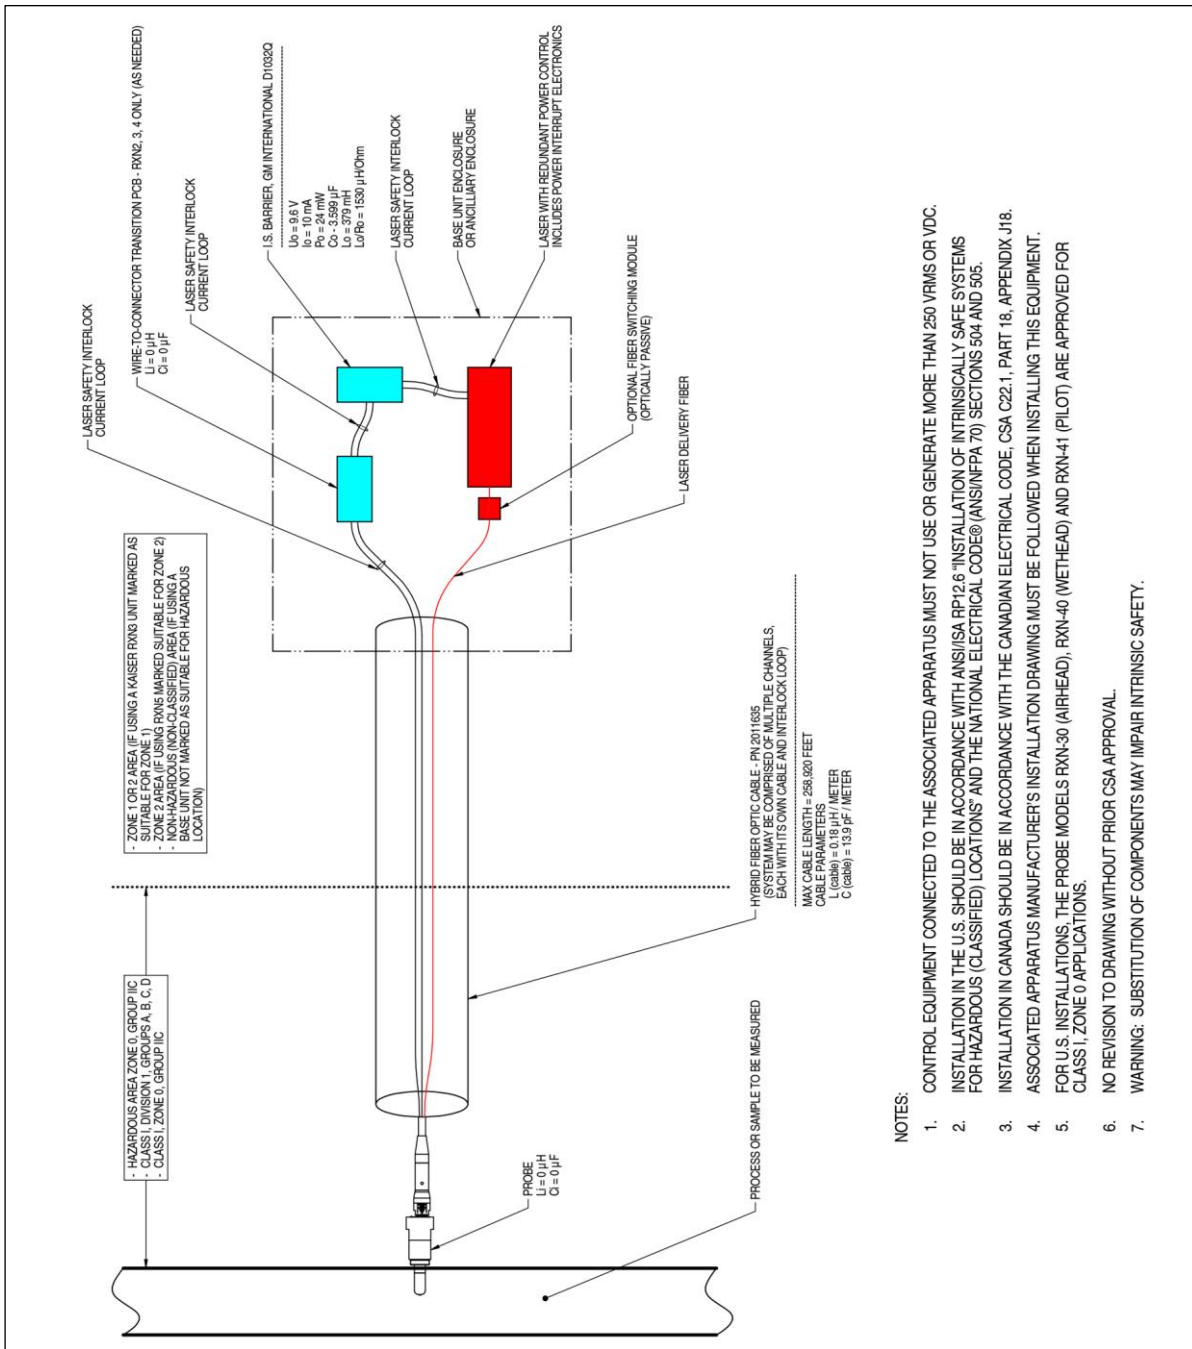 - HAZARDOUS AREA ZONE 0, GROUP IIC
- CLASS I, DIVISION 1, GROUPS A, B, C, D
- CLASS I, ZONE 0, GROUP IIC
- ZONE 1 OR 2 AREA (IF USING A KAISER RXN3 UNIT MARKED AS
SUITABLE FOR ZONE 1)
- ZONE 2 AREA (IF USING RXN5 MARKED SUITABLE FOR ZONE 2)
- NON-HAZARDOUS (NON-CLASSIFIED) AREA (IF USING A
BASE UNIT NOT MARKED AS SUITABLE FOR HAZARDOUS
LOCATION)
LASER SAFETY INTERLOCK
CURRENT LOOP
WIRE-TO-CONNECTOR TRANSITION PCB - RXN2, 3, 4 ONLY (AS NEEDED)
Li = 0 µH
Ci = 0 µF
LASER SAFETY INTERLOCK
CURRENT LOOP
I.S. BARRIER, GM INTERNATIONAL D1032Q
Uo = 9.6 V
Io = 10 mA
Po = 24 mW
Co - 3.599 µF
Lo = 379 mH
Lo/Ro = 1530 µH/Ohm
LASER SAFETY INTERLOCK
CURRENT LOOP
BASE UNIT ENCLOSURE
OR ANCILLIARY ENCLOSURE
LASER WITH REDUNDANT POWER CONTROL
INCLUDES POWER INTERRUPT ELECTRONICS
OPTIONAL FIBER SWITCHING MODULE
(OPTICALLY PASSIVE)
LASER DELIVERY FIBER
PROBE
Li = 0 µH
Ci = 0 µF
HYBRID FIBER OPTIC CABLE - PN 2011635
(SYSTEM MAY BE COMPRISED OF MULTIPLE CHANNELS,
EACH WITH ITS OWN CABLE AND INTERLOCK LOOP)
MAX CABLE LENGTH = 258,920 FEET
CABLE PARAMETERS
L (cable) = 0.18 µH / METER
C (cable) = 13.9 pF / METER
PROCESS OR SAMPLE TO BE MEASURED
NOTES:
1. CONTROL EQUIPMENT CONNECTED TO THE ASSOCIATED APPARATUS MUST NOT USE OR GENERATE MORE THAN 250 VRMS OR VDC.
2. INSTALLATION IN THE U.S. SHOULD BE IN ACCORDANCE WITH ANSI/ISA RP12.6 "INSTALLATION OF INTRINSICALLY SAFE SYSTEMS
FOR HAZARDOUS (CLASSIFIED) LOCATIONS" AND THE NATIONAL ELECTRICAL CODE® (ANSI/NFPA 70) SECTIONS 504 AND 505.
3. INSTALLATION IN CANADA SHOULD BE IN ACCORDANCE WITH THE CANADIAN ELECTRICAL CODE, CSA C22.1, PART 18, APPENDIX J18.
4. ASSOCIATED APPARATUS MANUFACTURER'S INSTALLATION DRAWING MUST BE FOLLOWED WHEN INSTALLING THIS EQUIPMENT.
5. FOR U.S. INSTALLATIONS, THE PROBE MODELS RXN-30 (AIRHEAD), RXN-40 (WETHEAD) AND RXN-41 (PILOT) ARE APPROVED FOR
CLASS I, ZONE 0 APPLICATIONS.
6. NO REVISION TO DRAWING WITHOUT PRIOR CSA APPROVAL.
7. WARNING: SUBSTITUTION OF COMPONENTS MAY IMPAIR INTRINSIC SAFETY.